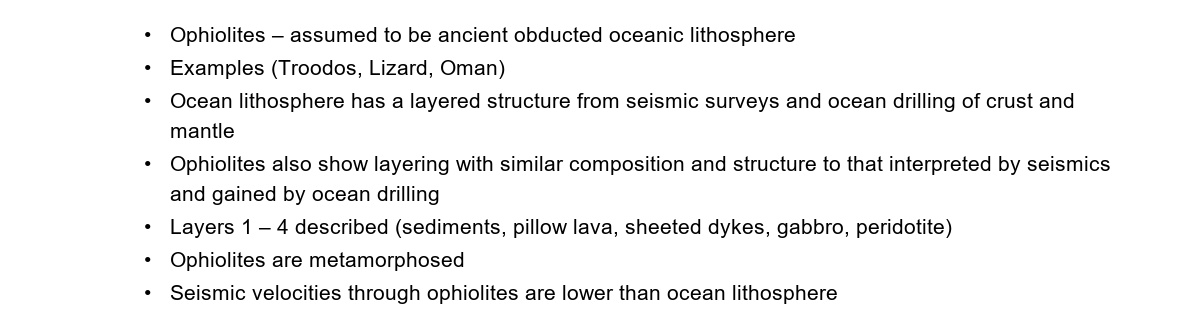 • Ophiolites – assumed to be ancient obducted oceanic lithosphere
• Examples (Troodos, Lizard, Oman)
• Ocean lithosphere has a layered structure from seismic surveys and ocean drilling of crust and
mantle
• Ophiolites also show layering with similar composition and structure to that interpreted by seismics
and gained by ocean drilling
• Layers 1 – 4 described (sediments, pillow lava, sheeted dykes, gabbro, peridotite)
• Ophiolites are metamorphosed
• Seismic velocities through ophiolites are lower than ocean lithosphere